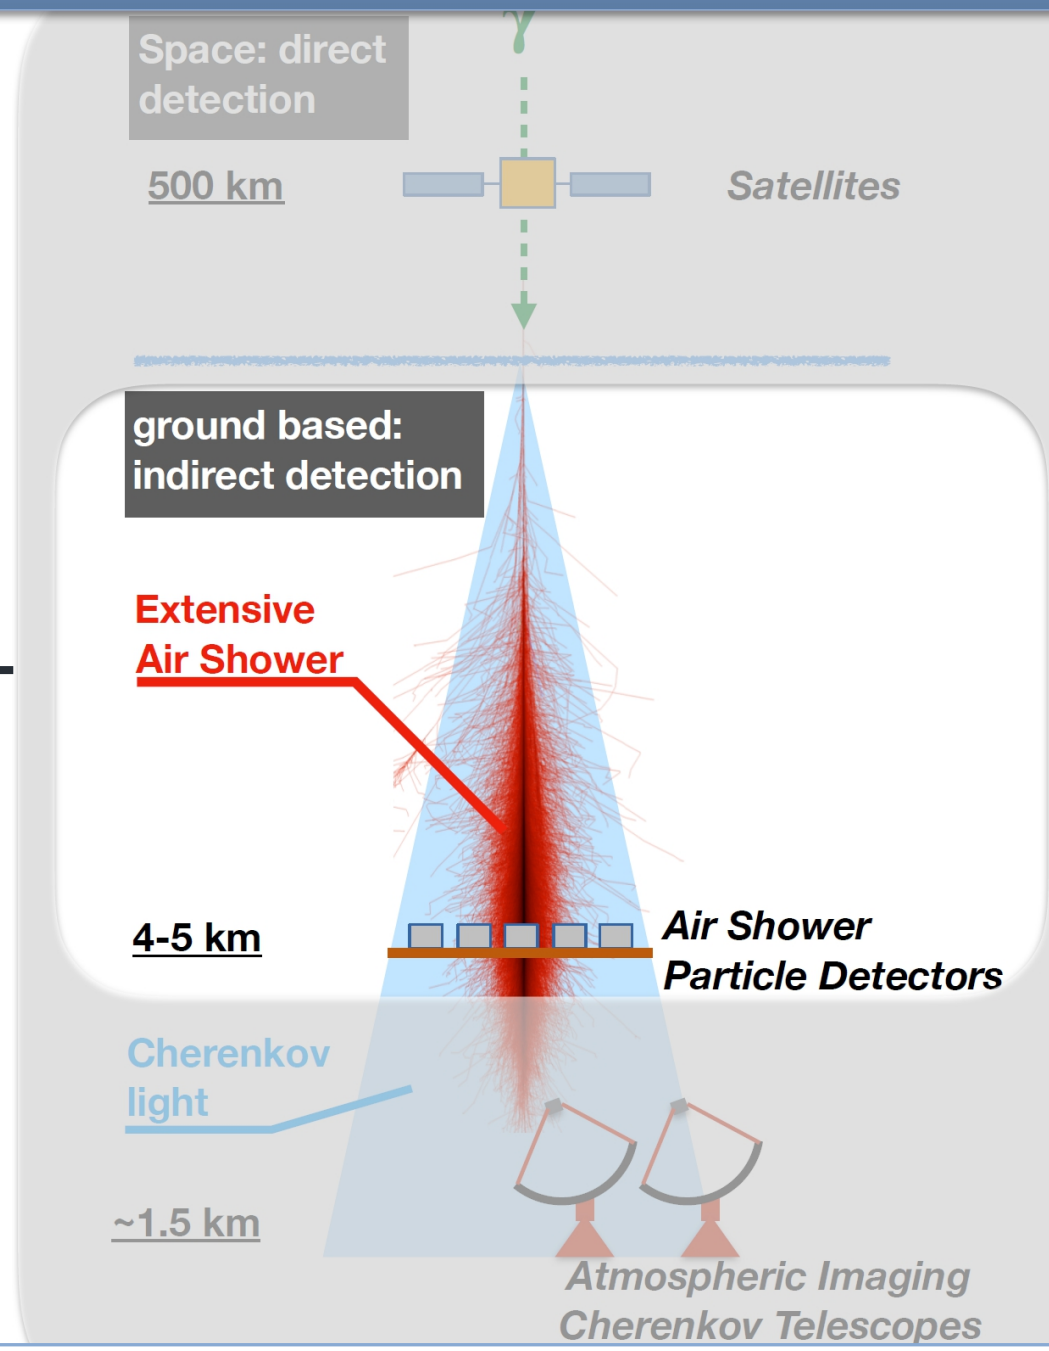 γ
Space: direct
detection
500 km
Satellites
ground based:
indirect detection
Extensive
Air Shower
4-5 km
Air Shower
Particle Detectors
Cherenkov
light
~1.5 km
Atmospheric Imaging
Cherenkov Telescopes